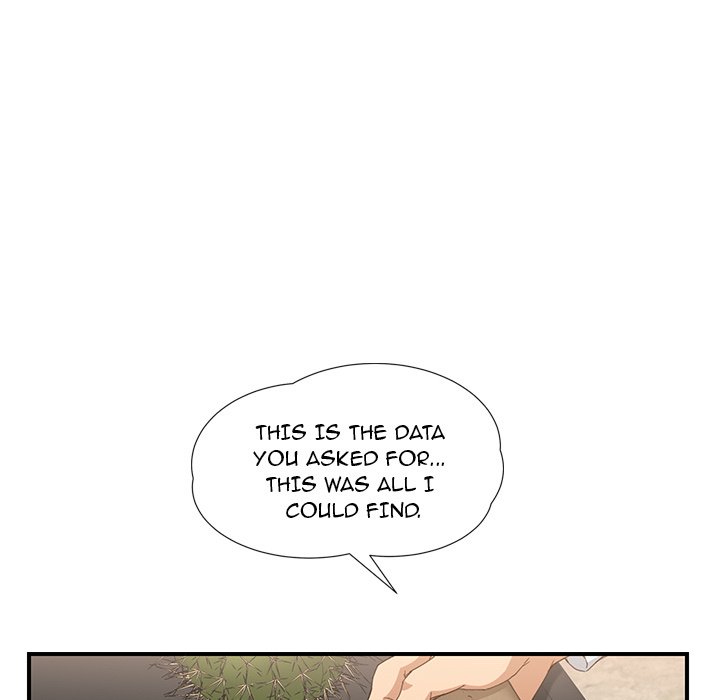 THIS IS THE DATA
YOU ASKED FOR...
THIS WAS ALL I
COULD FIND.